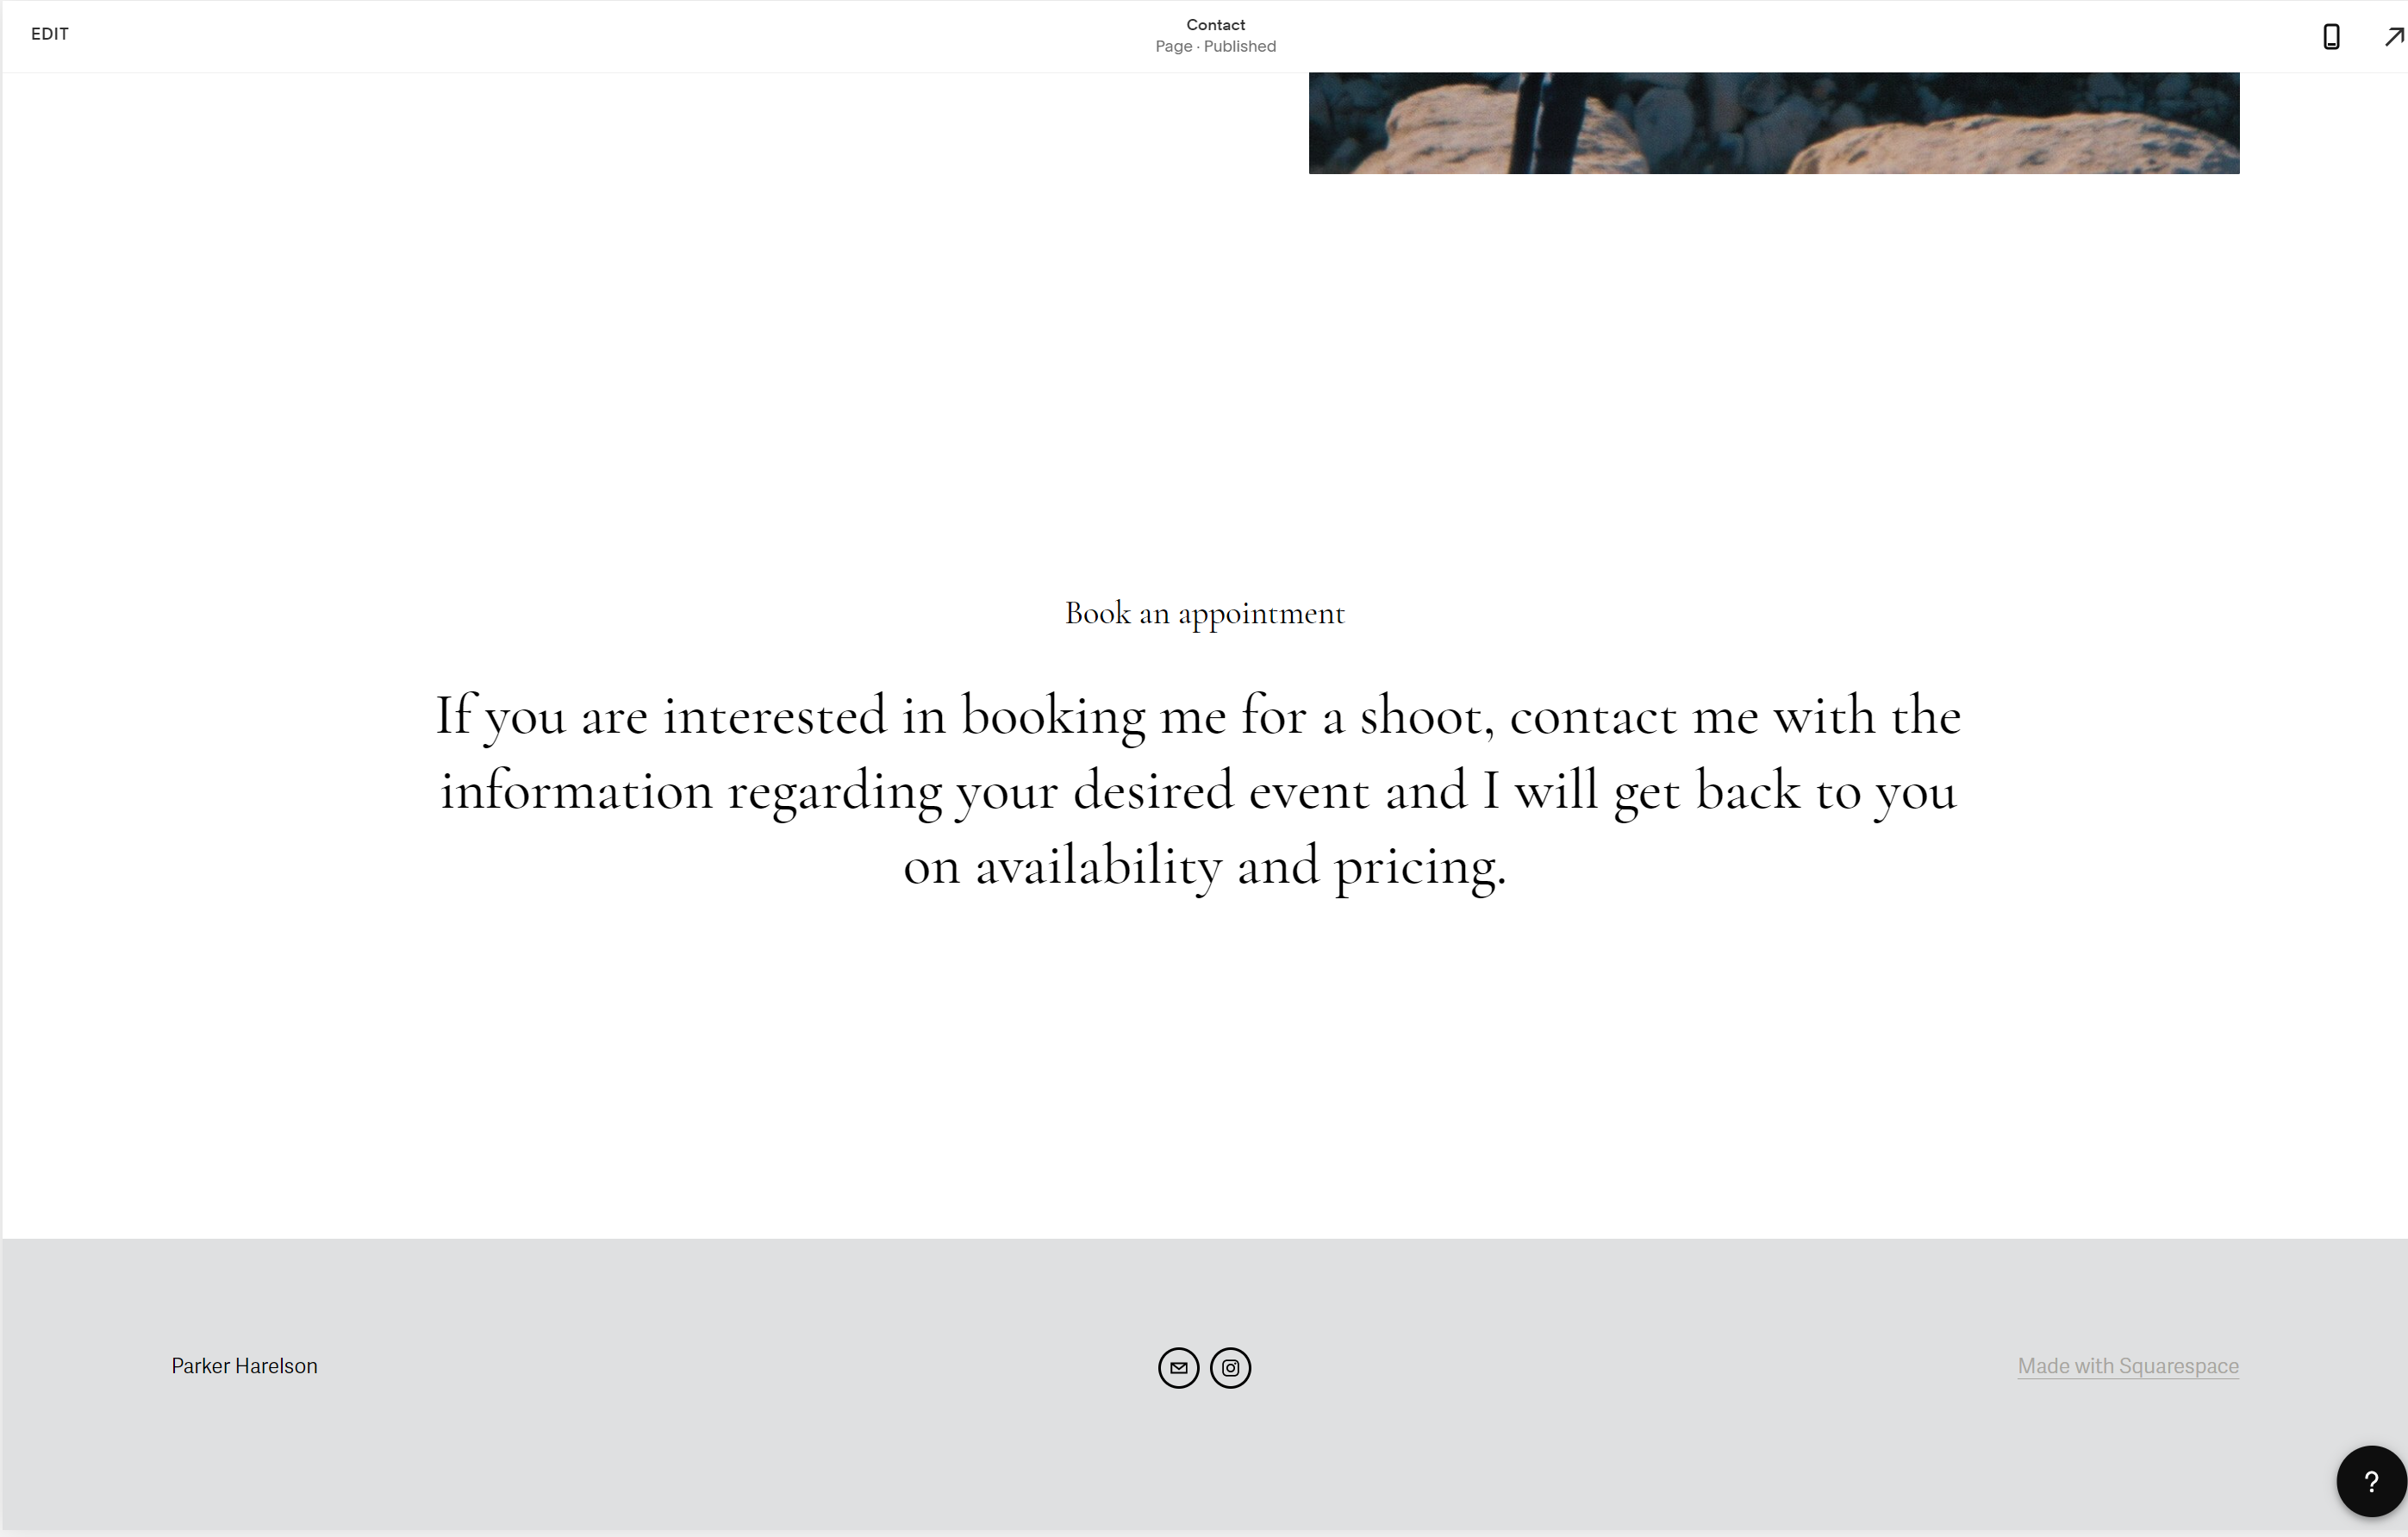 EDIT
Contact
Page · Published
Book an appointment
If you are interested in booking me for a shoot, contact me with the
information regarding your desired event and I will get back to you
on availability and pricing.
Parker Harelson
Made with Squarespace
?